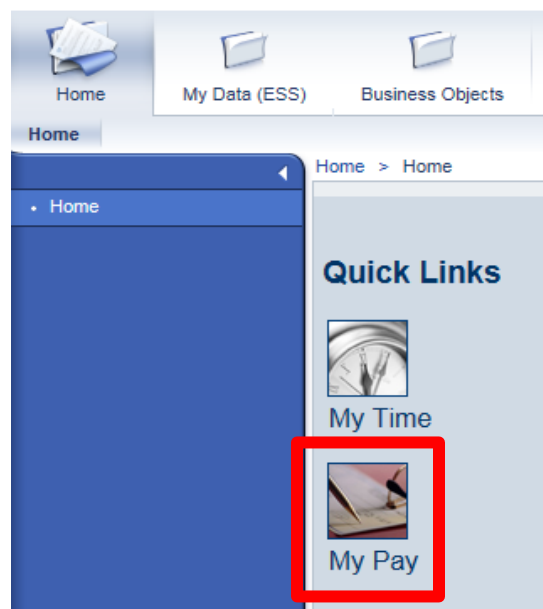 Home
My Data (ESS)
Business Objects
Home
Home > Home
• Home
Quick Links
My Time
My Pay